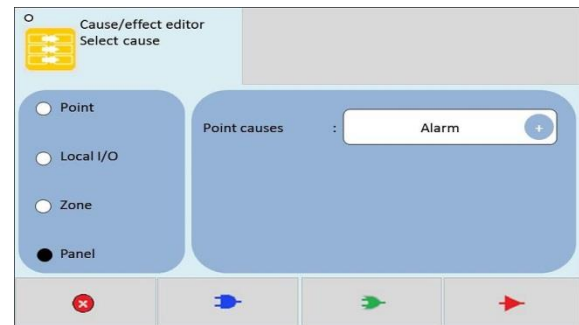 Cause/effect editor
Select cause
Point
Local I/O
Zone
Panel
Point causes : Alarm +